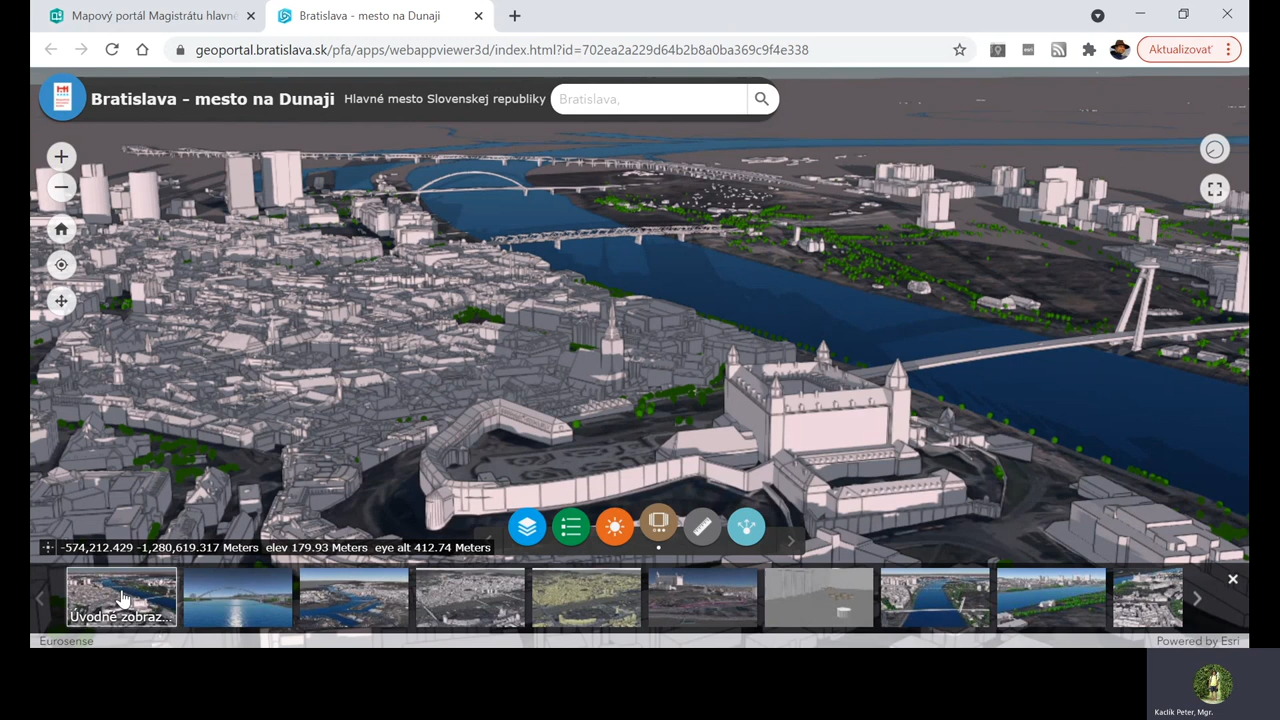 Mapový portál Magistrátu hlavné
Bratislava - mesto na Dunaji
geoportal.bratislava.sk/pfa/apps/webappviewer3d/index.html?id=702ea2a229d64b2b8a0ba369c9f4e338
Aktualizovať
Bratislava - mesto na Dunaji
Hlavné mesto Slovenskej republiky
Bratislava,
-574,212.429 -1,280,619.317 Meters elev 179.93 Meters eye alt 412.74 Meters
Úvodné zobraz...
Eurosense
Powered by Esri
Kaclík Peter, Mgr.